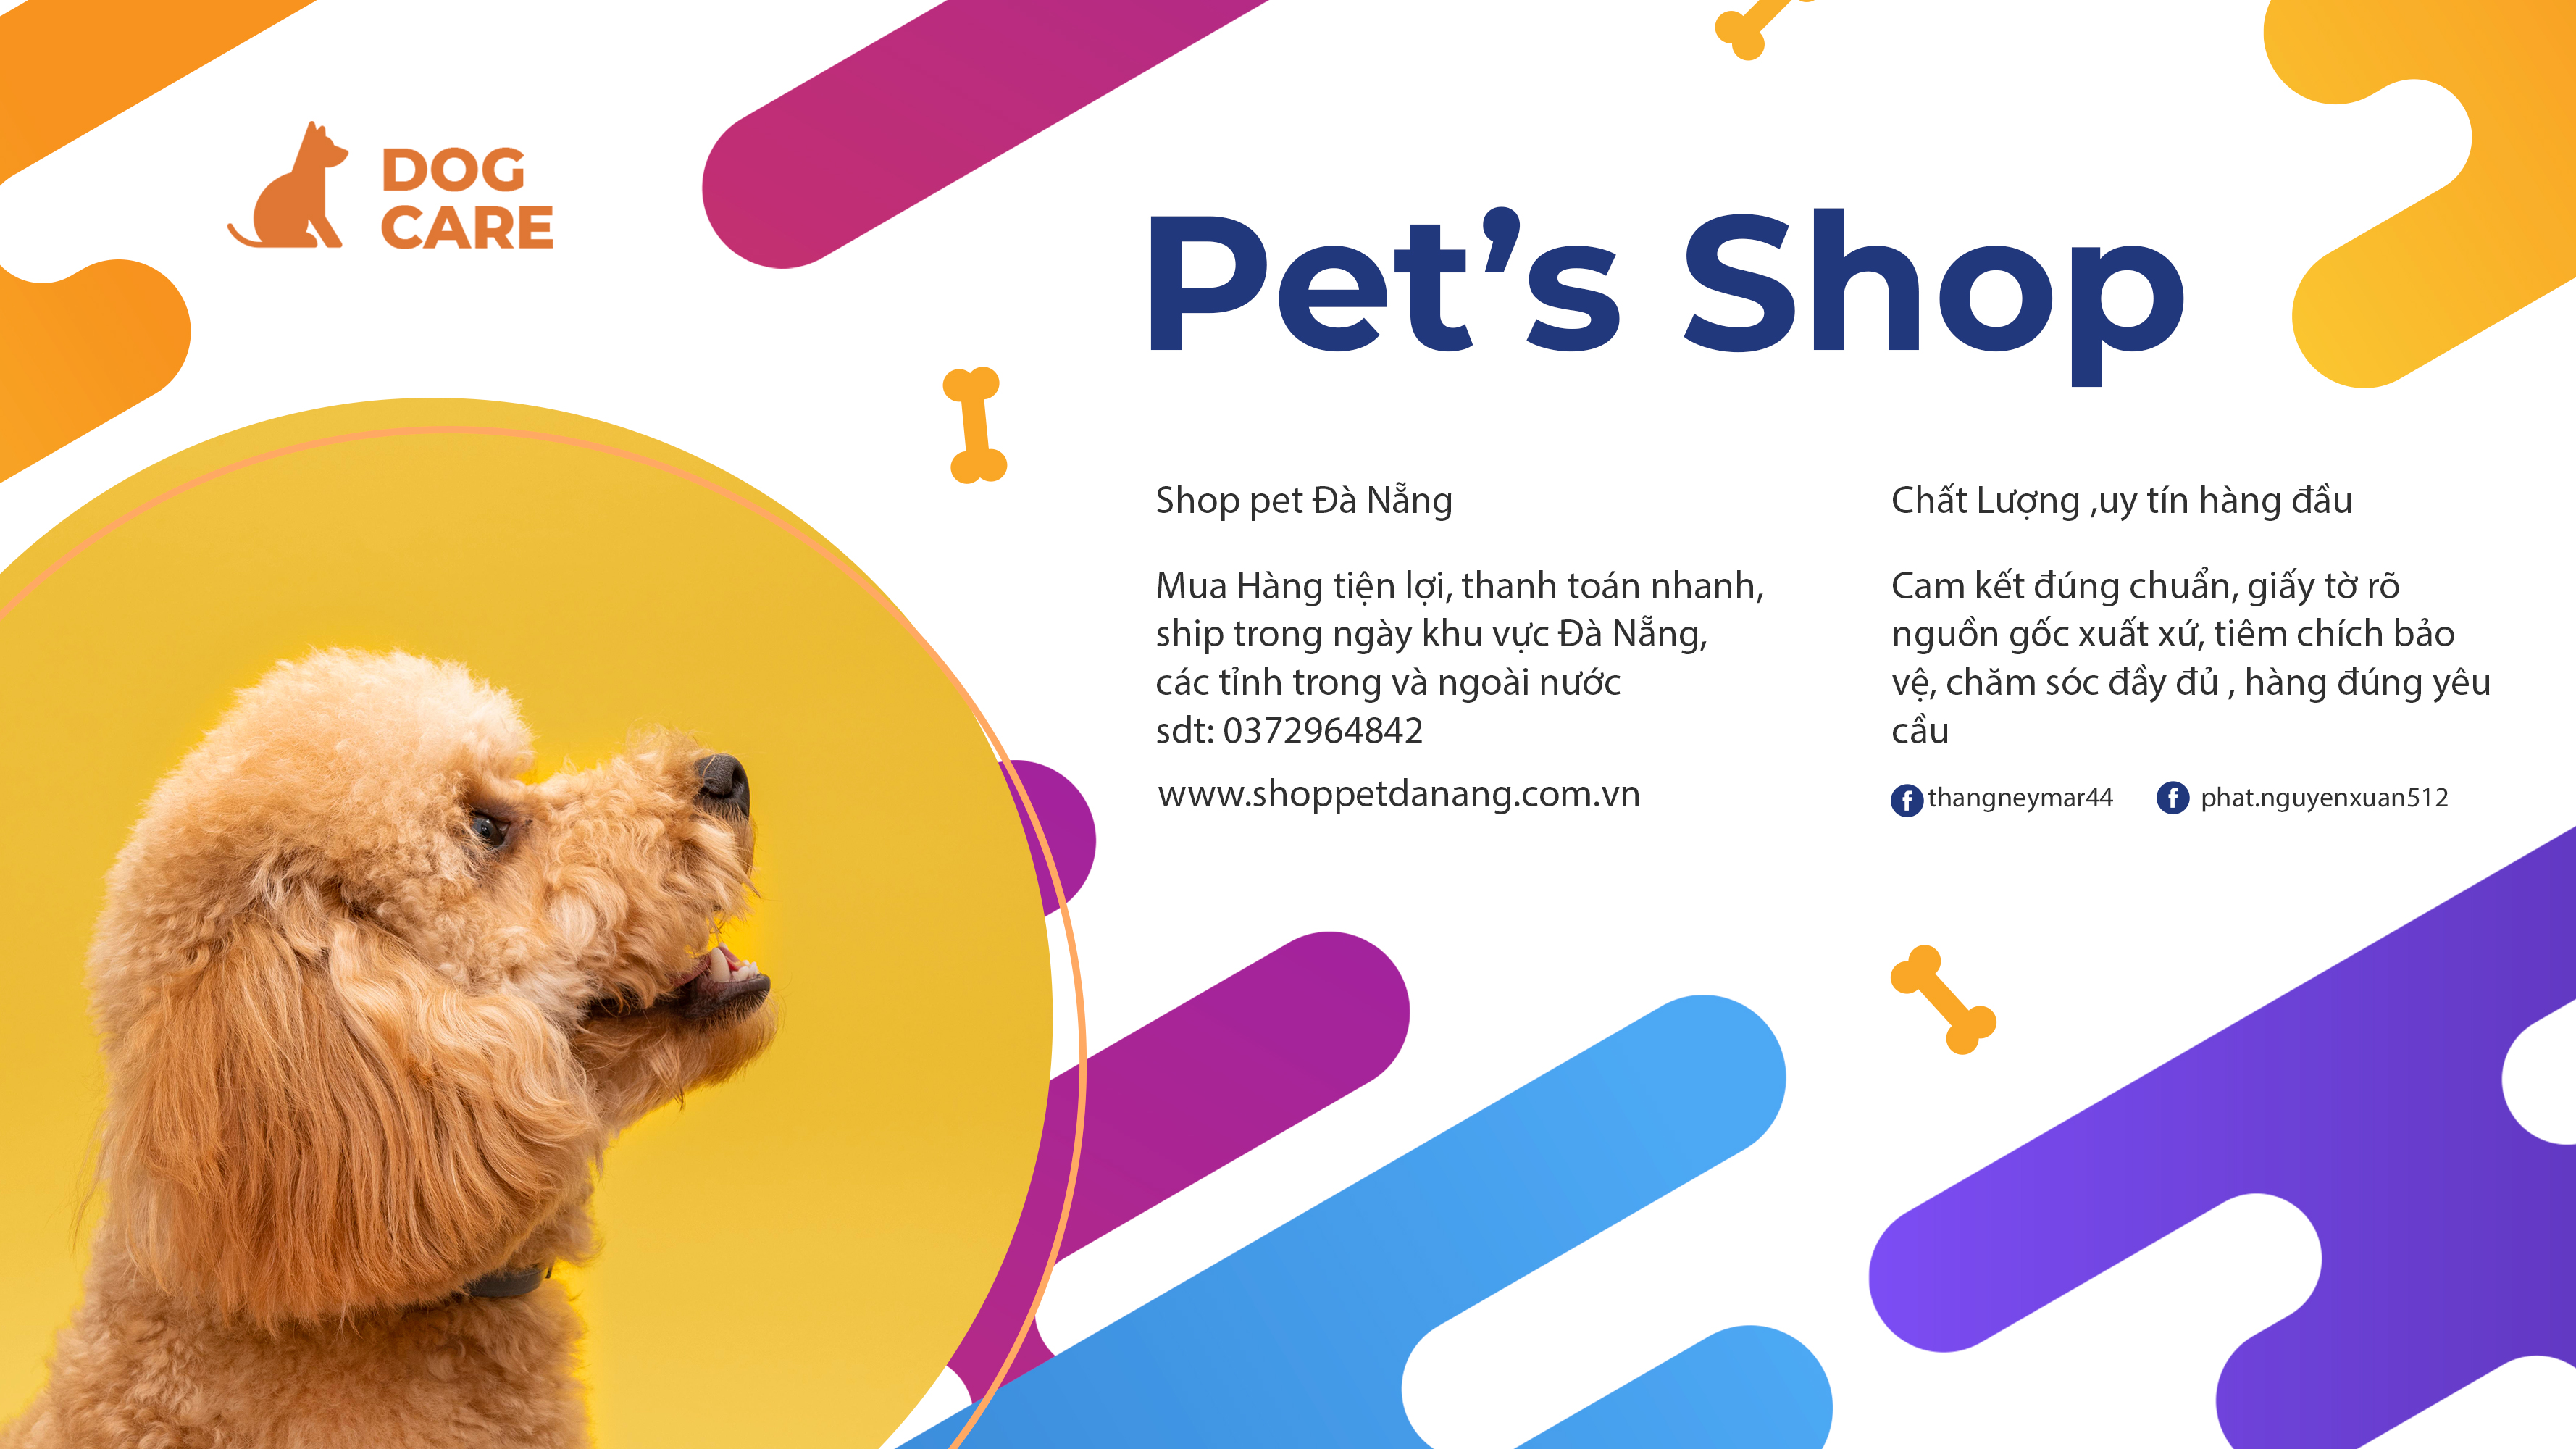 DOG
CARE
Pet’s Shop
Shop pet Đà Nẵng
Mua Hàng tiện lợi, thanh toán nhanh,
ship trong ngày khu vực Đà Nẵng,
các tỉnh trong và ngoài nước
sdt: 0372964842
www.shoppetdanang.com.vn
Chất Lượng ,uy tín hàng đầu
Cam kết đúng chuẩn, giấy tờ rõ
nguồn gốc xuất xứ, tiêm chích bảo
vệ, chăm sóc đầy đủ , hàng đúng yêu
cầu
thangneymar44
phat.nguyenxuan512